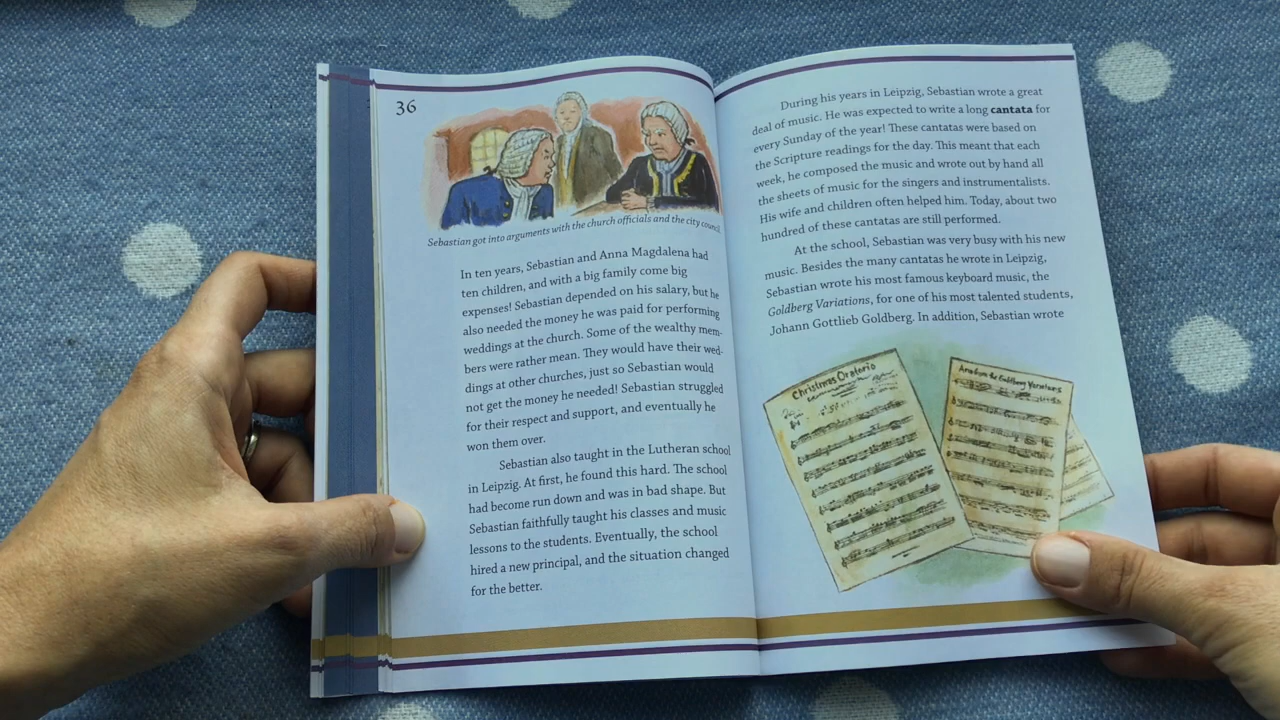 36
Sebastian got into arguments with the church officials and the city council.
In ten years, Sebastian and Anna Magdalena had
ten children, and with a big family come big
expenses! Sebastian depended on his salary, but he
also needed the money he was paid for performing
weddings at the church. Some of the wealthy mem-
bers were rather mean. They would have their wed-
dings at other churches, just so Sebastian would
not get the money he needed! Sebastian struggled
for their respect and support, and eventually he
won them over.
Sebastian also taught in the Lutheran school
in Leipzig. At first, he found this hard. The school
had become run down and was in bad shape. But
Sebastian faithfully taught his classes and music
lessons to the students. Eventually, the school
hired a new principal, and the situation changed
for the better.
During his years in Leipzig, Sebastian wrote a great
deal of music. He was expected to write a long cantata for
every Sunday of the year! These cantatas were based on
the Scripture readings for the day. This meant that each
week, he composed the music and wrote out by hand all
the sheets of music for the singers and instrumentalists.
His wife and children often helped him. Today, about two
hundred of these cantatas are still performed.
At the school, Sebastian was very busy with his new
music. Besides the many cantatas he wrote in Leipzig,
Sebastian wrote his most famous keyboard music, the
Goldberg Variations, for one of his most talented students,
Johann Gottlieb Goldberg. In addition, Sebastian wrote
Christmas Oratorio
Goldberg Variations